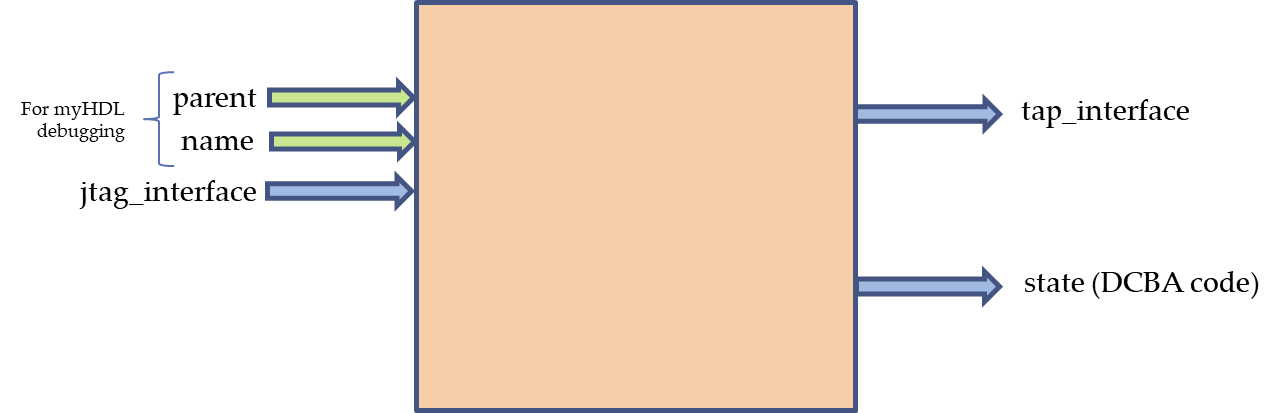 For myHDL
debugging
parent
name
jtag_interface
tap_interface
state (DCBA code)